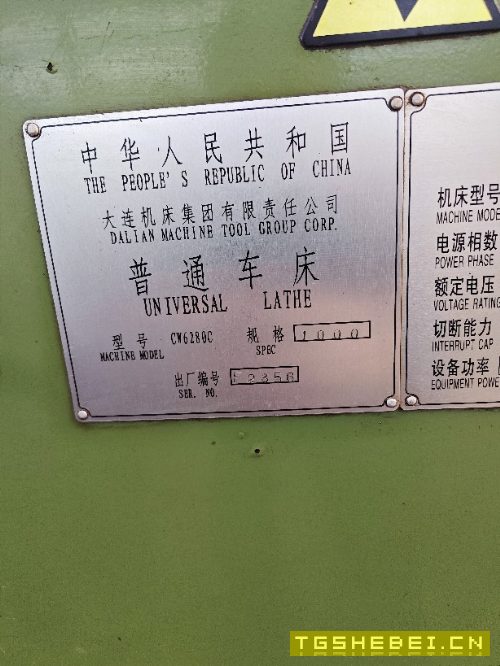 中华人民共和国
THE PEOPLE'S REPUBLIC OF CHINA
大连机床集团有限责任公司
DALIAN MACHINE TOOL GROUP CORP.
普通车床
UNIVERSAL LATHE
型号 CW6280C 规格 1000
MACHINE MODEL SPEC
出厂编号
SER. NO.
机床型号
MACHINE MODE
电源相数
POWER PHASE
额定电压
VOLTAGE RATING
切断能力
INTERRUPT CAP
设备功率
EQUIPMENT POWE
TGSHEBEI.CN